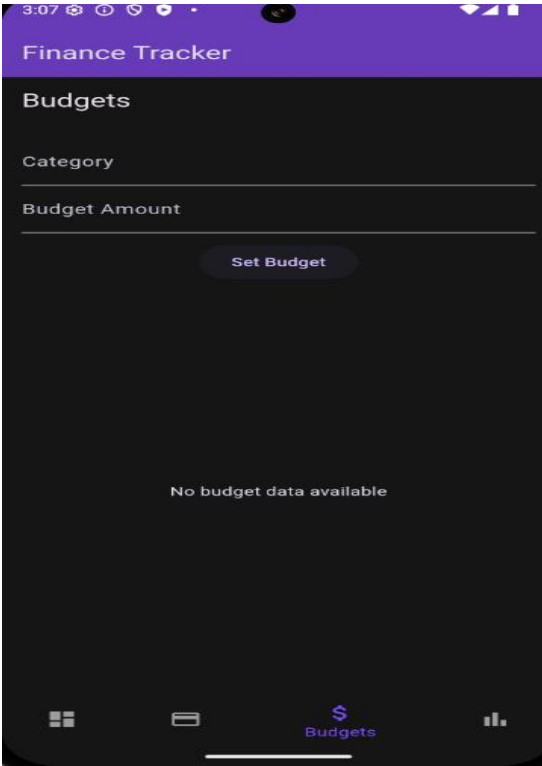 3:07
Finance Tracker
Budgets
Category
Budget Amount
Set Budget
No budget data available
$
Budgets